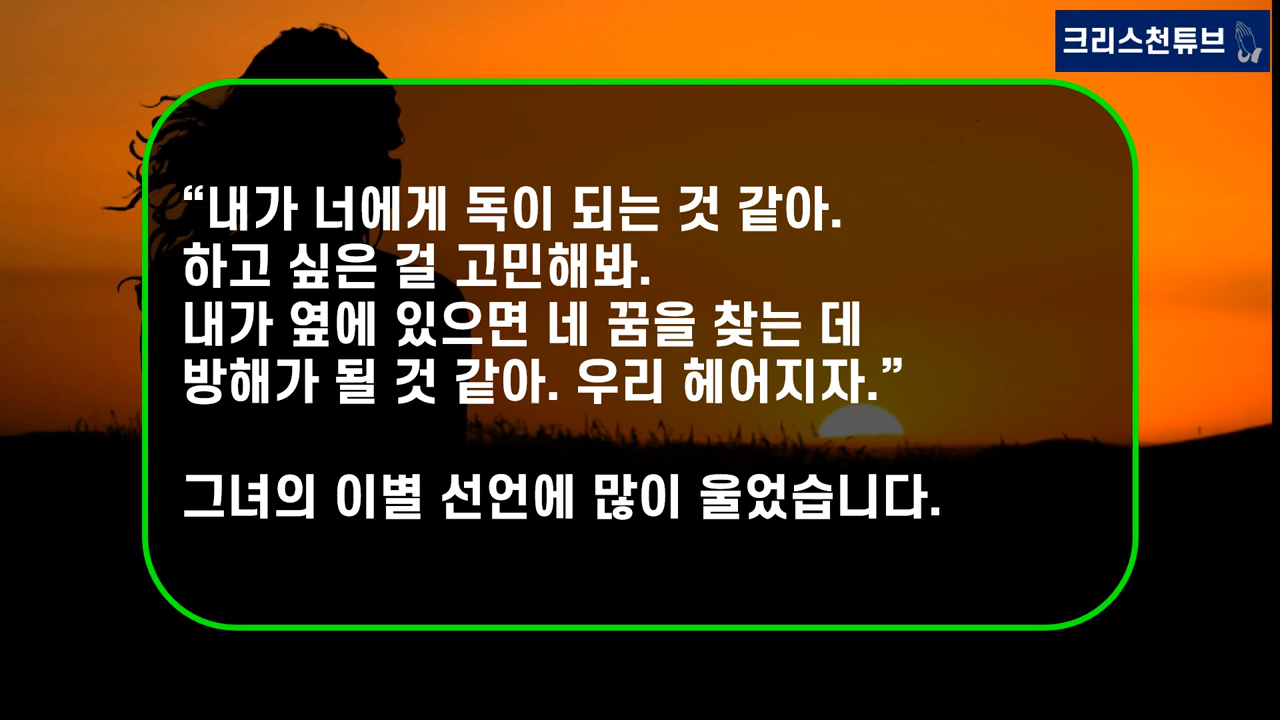 크리스천튜브
“내가 너에게 독이 되는 것 같아.
하고 싶은 걸 고민해봐.
내가 옆에 있으면 네 꿈을 찾는 데
방해가 될 것 같아. 우리 헤어지자.”
그녀의 이별 선언에 많이 울었습니다.